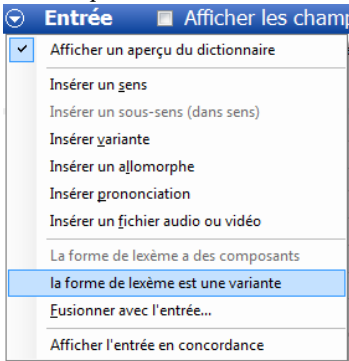 Entrée Afficher les champ
Afficher un aperçu du dictionnaire
Insérer un sens
Insérer un sous-sens (dans sens)
Insérer variante
Insérer un allomorphe
Insérer prononciation
Insérer un fichier audio ou vidéo
La forme de lexème a des composants
la forme de lexème est une variante
Fusionner avec l'entrée...
Afficher l'entrée en concordance